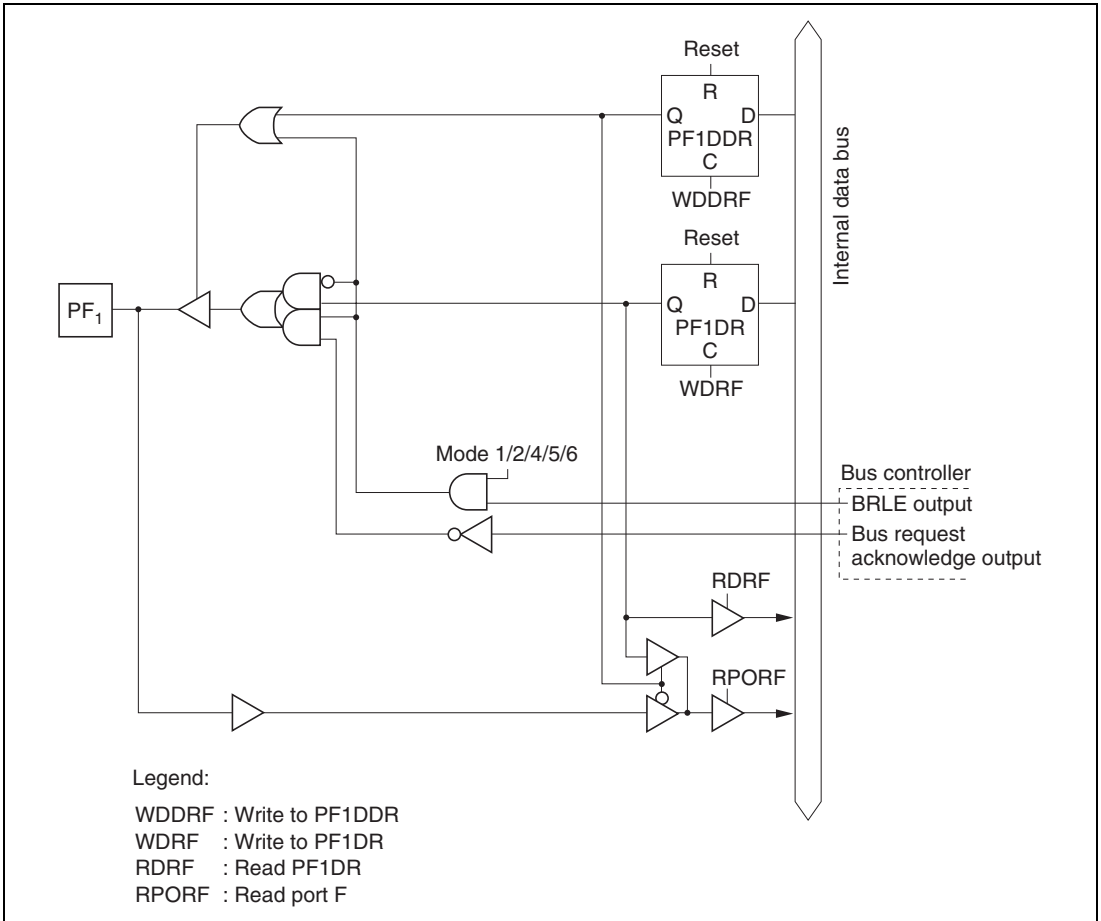 Reset
R
Q D
PF1DDR
C
WDDRF
Reset
R
Q D
PF1DR
C
WDRF
Internal data bus
PF1
Mode 1/2/4/5/6
Bus controller
BRLE output
Bus request
acknowledge output
RDRF
RPORF
Legend:
WDDRF : Write to PF1DDR
WDRF : Write to PF1DR
RDRF : Read PF1DR
RPORF : Read port F